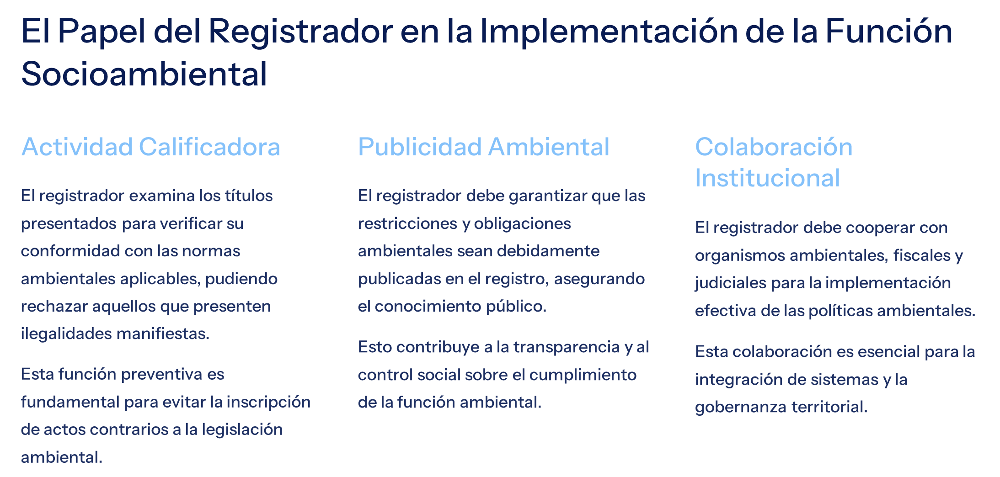 El Papel del Registrador en la Implementación de la Función
Socioambiental
Actividad Calificadora
El registrador examina los títulos
presentados para verificar su
conformidad con las normas
ambientales aplicables, pudiendo
rechazar aquellos que presenten
ilegalidades manifiestas.
Esta función preventiva es
fundamental para evitar la inscripción
de actos contrarios a la legislación
ambiental.
Publicidad Ambiental
El registrador debe garantizar que las
restricciones y obligaciones
ambientales sean debidamente
publicadas en el registro, asegurando
el conocimiento público.
Esto contribuye a la transparencia y al
control social sobre el cumplimiento
de la función ambiental.
Colaboración
Institucional
El registrador debe cooperar con
organismos ambientales, fiscales y
judiciales para la implementación
efectiva de las políticas ambientales.
Esta colaboración es esencial para la
integración de sistemas y la
gobernanza territorial.